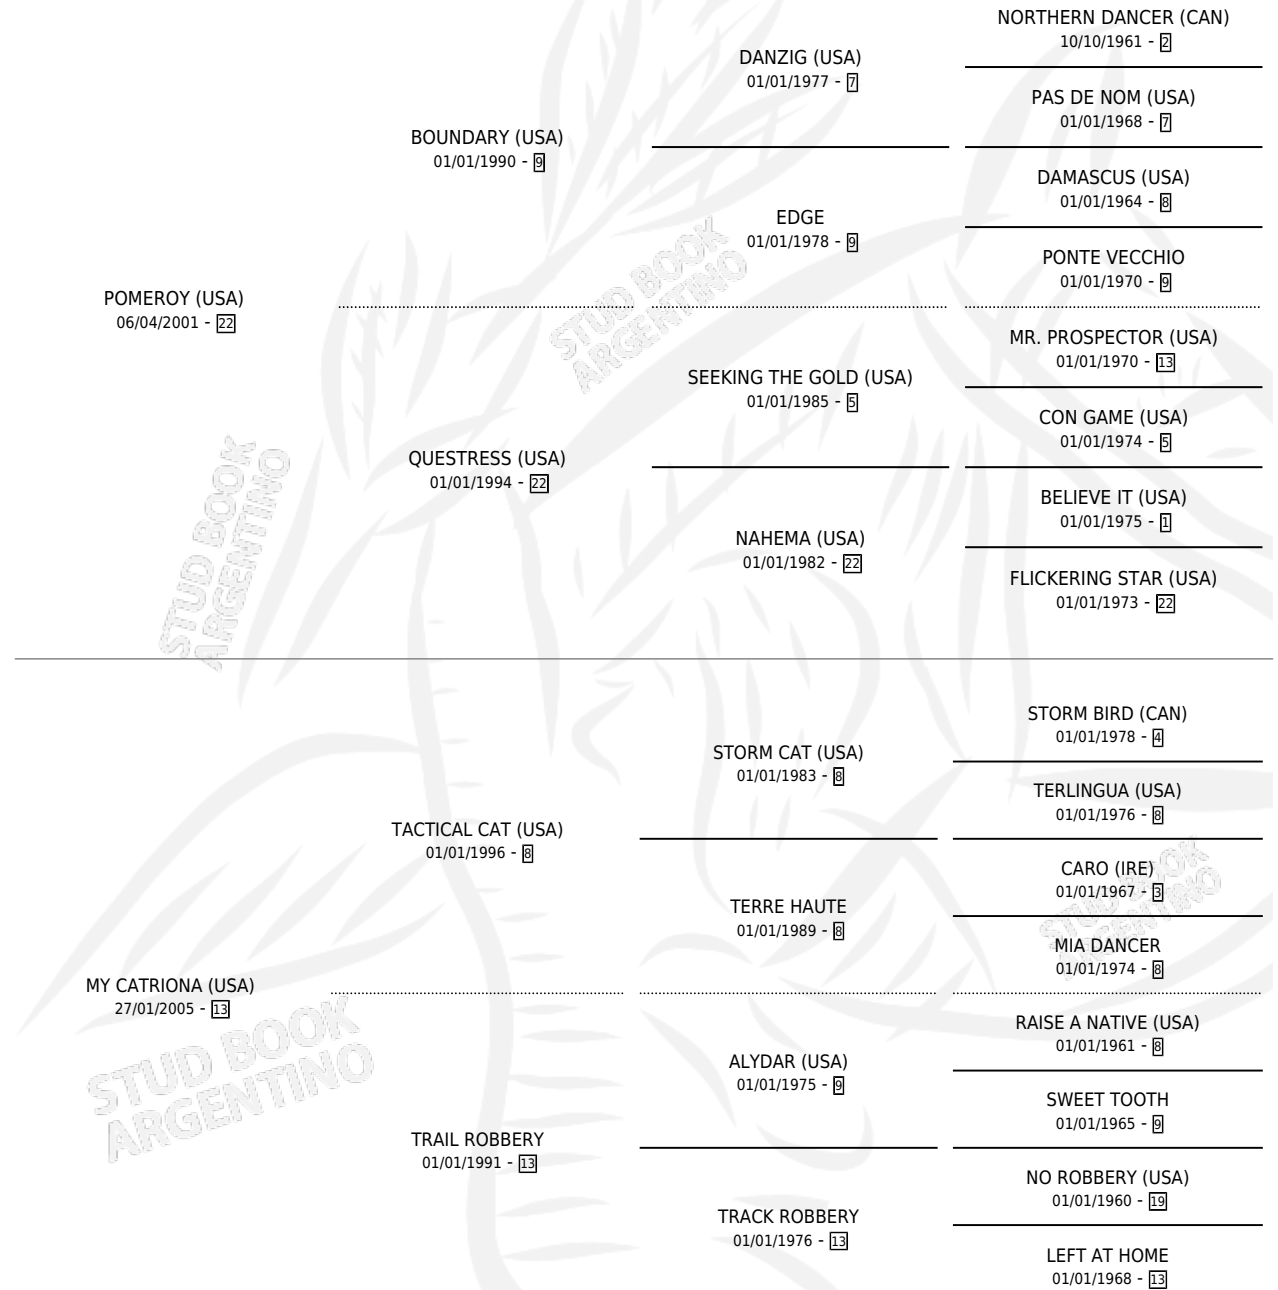 NORTHERN DANCER (CAN)
10/10/1961 - 2
DANZIG (USA)
01/01/1977 - 7
PAS DE NOM (USA)
01/01/1968 - 7
BOUNDARY (USA)
01/01/1990 - 9
DAMASCUS (USA)
01/01/1964 - 8
EDGE
01/01/1978 - 9
PONTE VECCHIO
01/01/1970 - 9
POMEROY (USA)
06/04/2001 - 22
STUD BOOK
ARGENTINO
MR. PROSPECTOR (USA)
01/01/1970 - 13
SEEKING THE GOLD (USA)
01/01/1985 - 5
CON GAME (USA)
01/01/1974 - 5
QUESTRESS (USA)
01/01/1994 - 22
BELIEVE IT (USA)
01/01/1975 - 1
NAHEMA (USA)
01/01/1982 - 22
FLICKERING STAR (USA)
01/01/1973 - 22
STUD BOOK
ARGENTINO
STORM BIRD (CAN)
01/01/1978 - 4
STORM CAT (USA)
01/01/1983 - 8
TERLINGUA (USA)
01/01/1976 - 8
TACTICAL CAT (USA)
01/01/1996 - 8
CARO (IRE)
01/01/1967 - 3
TERRE HAUTE
01/01/1989 - 8
STUD BOOK
ARGENTINO
MIA DANCER
01/01/1974 - 8
MY CATRIONA (USA)
27/01/2005 - 13
RAISE A NATIVE (USA)
01/01/1961 - 8
ALYDAR (USA)
01/01/1975 - 9
STUD BOOK
ARGENTINO
SWEET TOOTH
01/01/1965 - 9
TRAIL ROBBERY
01/01/1991 - 13
NO ROBBERY (USA)
01/01/1960 - 19
TRACK ROBBERY
01/01/1976 - 13
LEFT AT HOME
01/01/1968 - 13